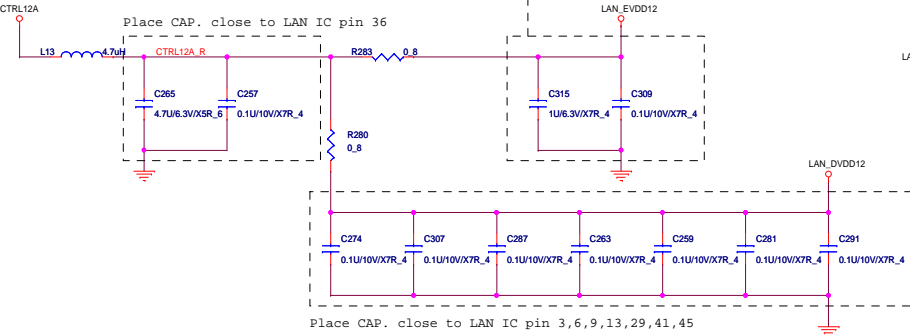 CTRL12A
Place CAP. close to LAN IC pin 36
LAN_EVDD12
L13
4.7uH
CTRL12A_R
R283
0_8
LA
C265
4.7U/6.3V/X5R_6
C257
0.1U/10V/X7R_4
C315
1U/6.3V/X7R_4
C309
0.1U/10V/X7R_4
R280
0_8
LAN_DVDD12
C274
0.1U/10V/X7R_4
C307
0.1U/10V/X7R_4
C287
0.1U/10V/X7R_4
C263
0.1U/10V/X7R_4
C259
0.1U/10V/X7R_4
C281
0.1U/10V/X7R_4
C291
0.1U/10V/X7R_4
Place CAP. close to LAN IC pin 3,6,9,13,29,41,45